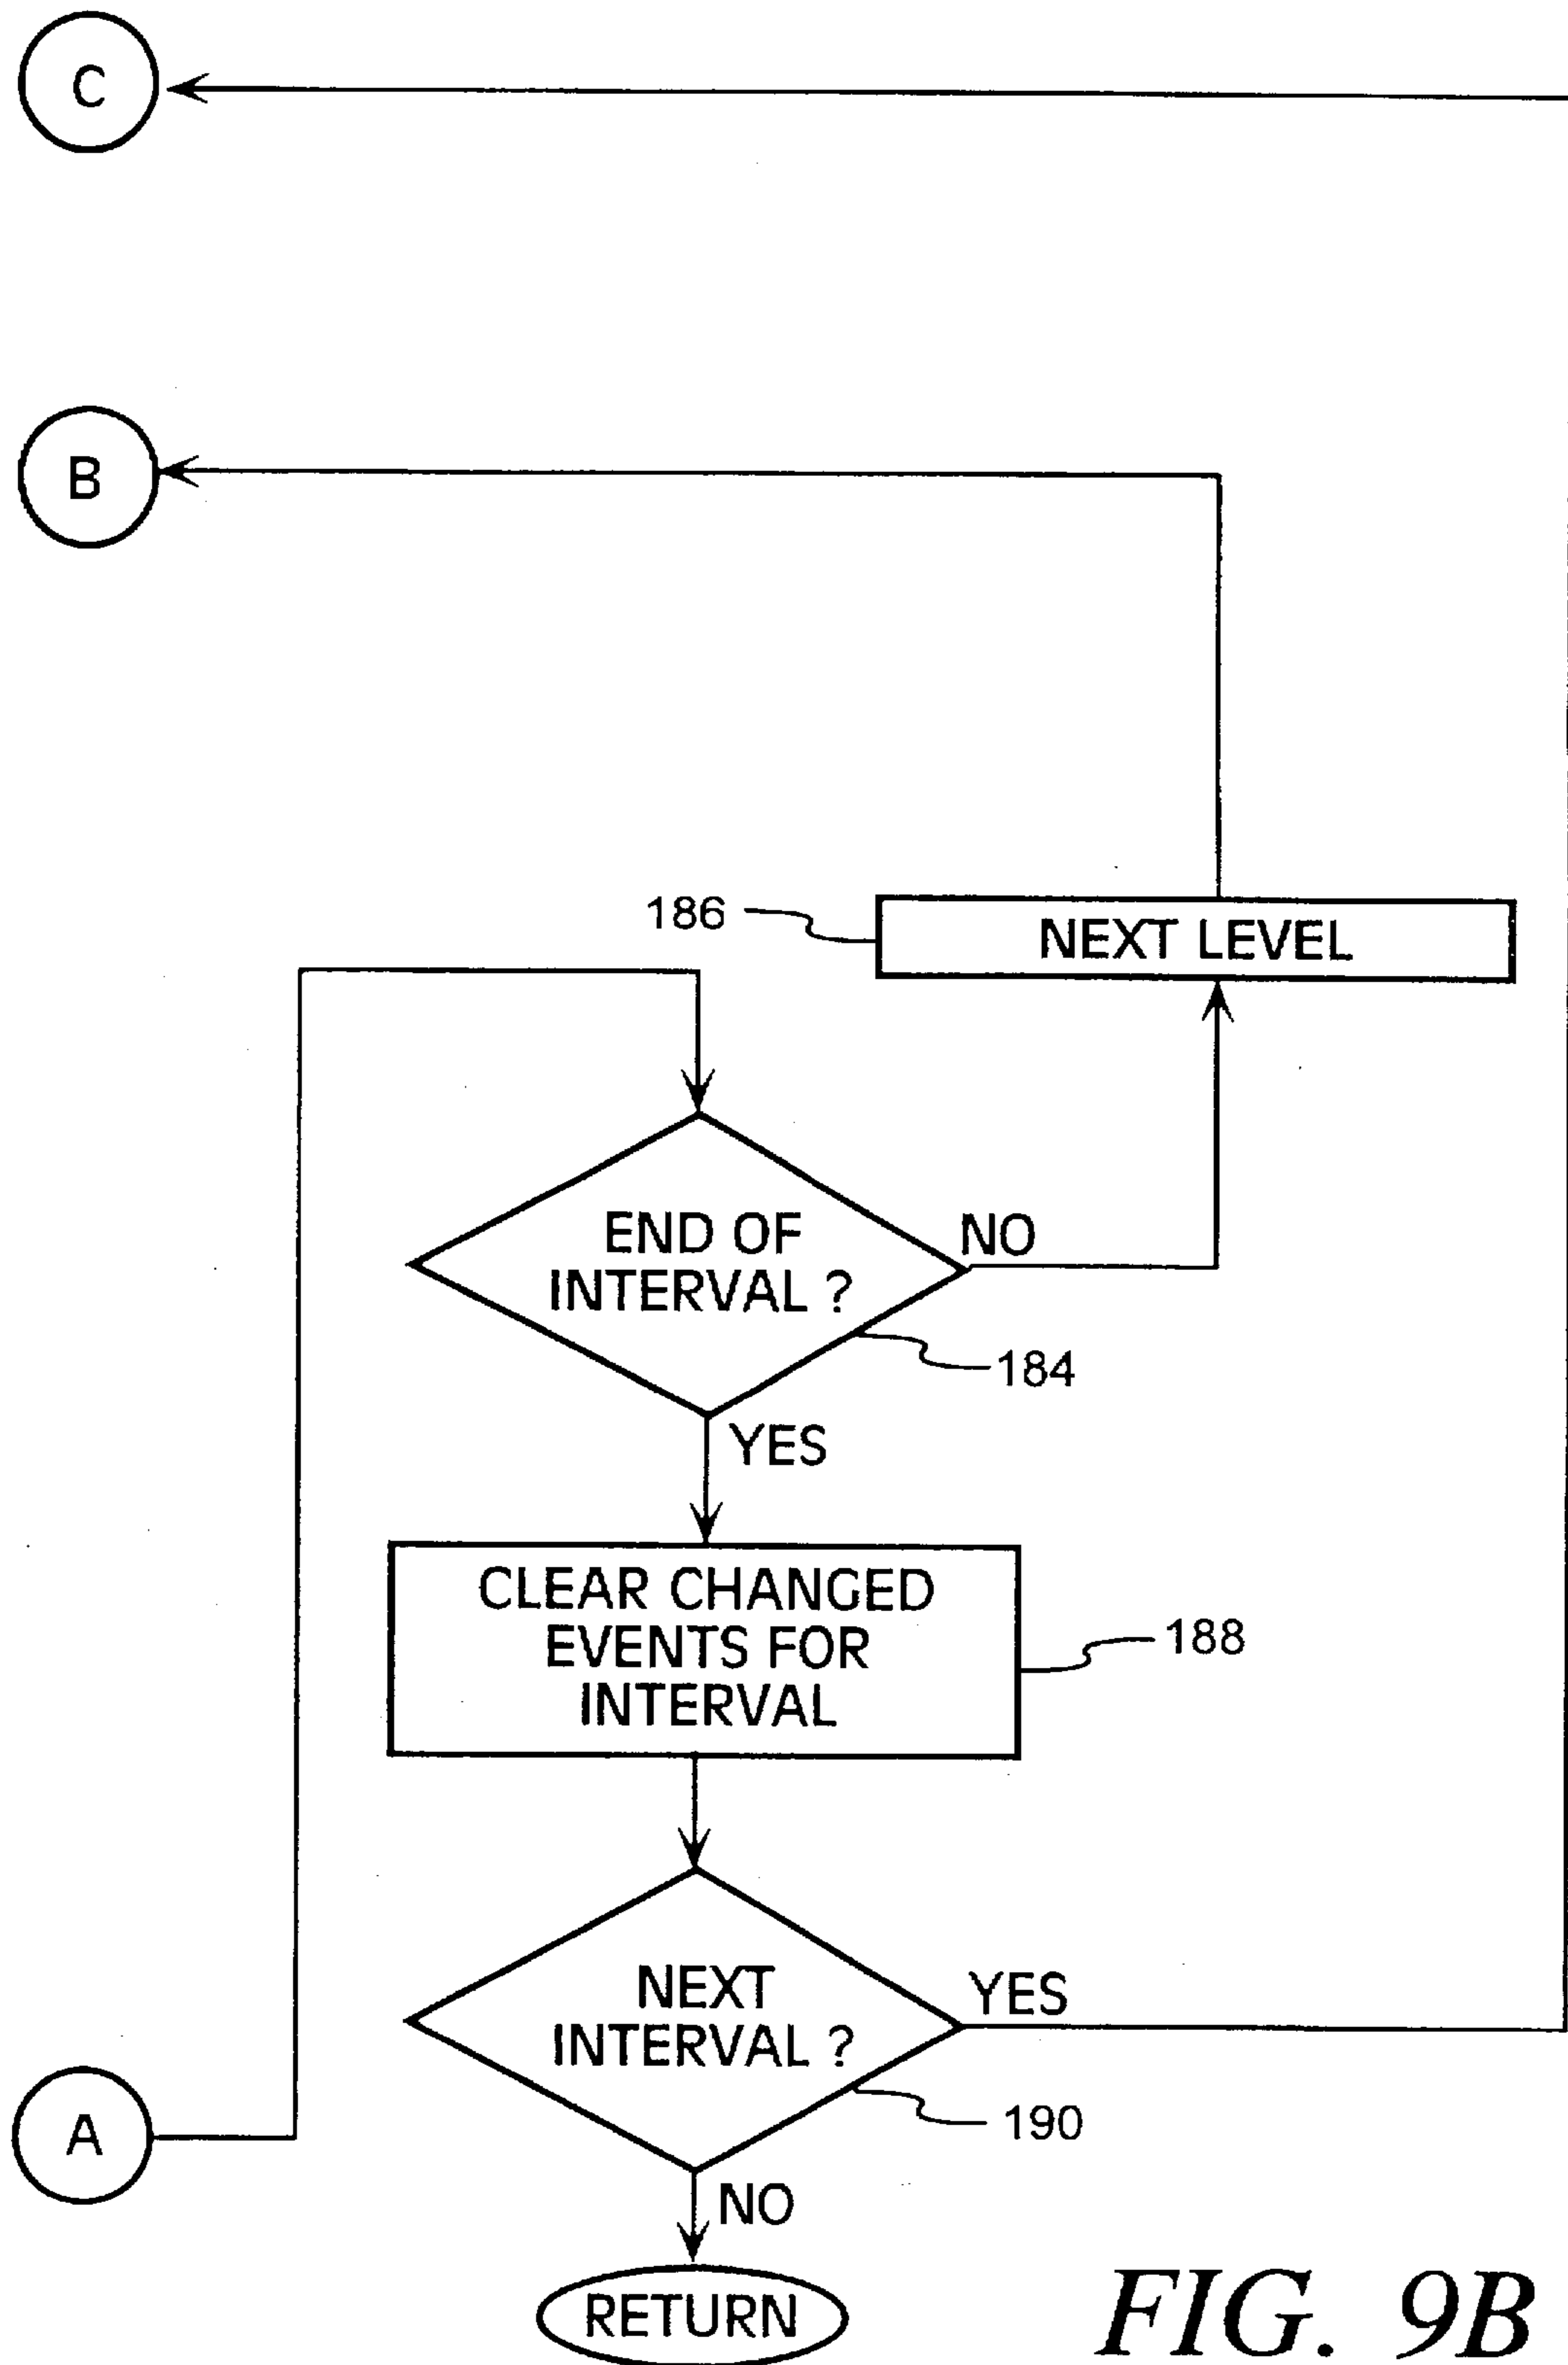 C
B
186
NEXT LEVEL
END OF
INTERVAL ?
NO
184
YES
CLEAR CHANGED
EVENTS FOR
INTERVAL
188
NEXT
INTERVAL ?
YES
190
A
NO
RETURN
FIG. 9B